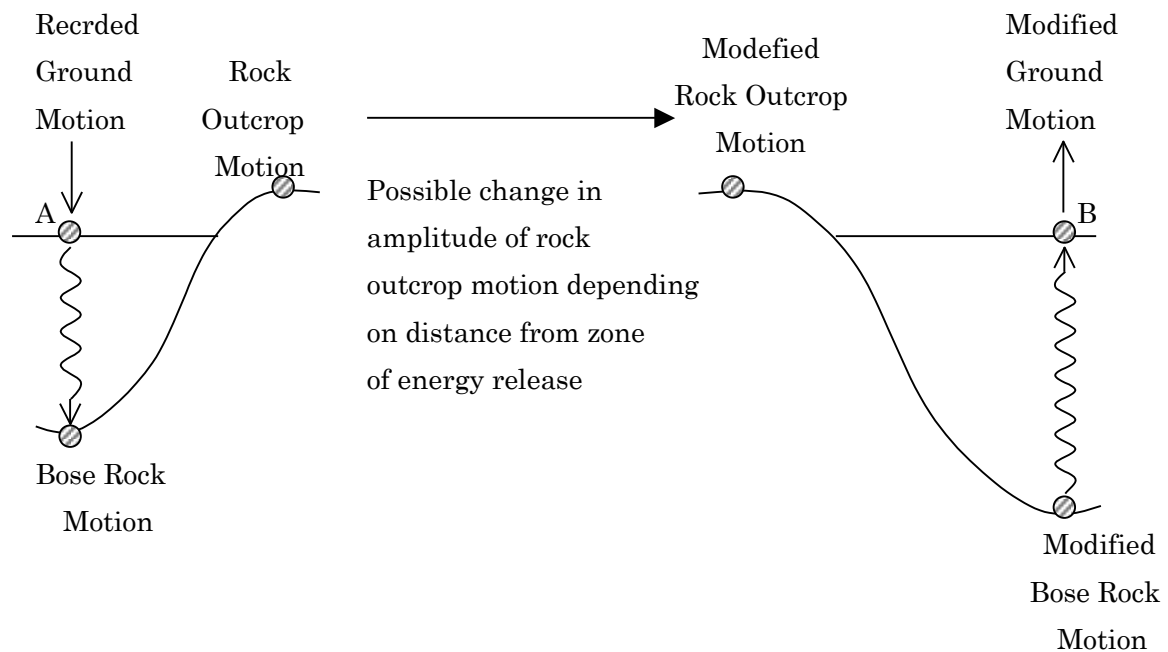 Recrded
Ground
Motion
Rock
Outcrop
Motion
A
Bose Rock
Motion
Possible change in
amplitude of rock
outcrop motion depending
on distance from zone
of energy release
Modefied
Rock Outcrop
Motion
Modified
Ground
Motion
B
Modified
Bose Rock
Motion